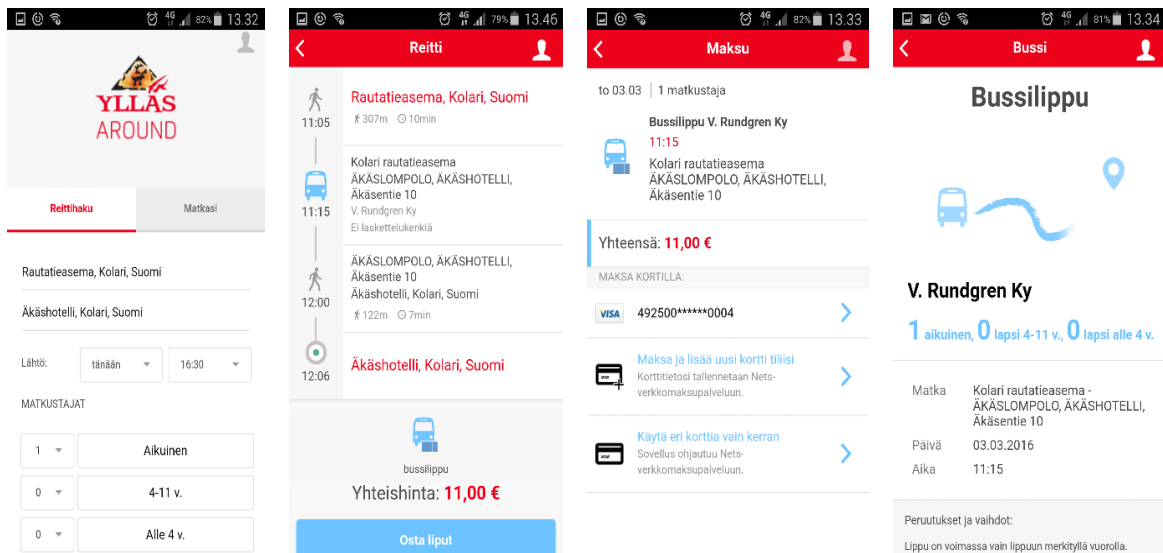 4G 82% 13.32
YLLÄS
AROUND
Reittihaku Matkasi
Rautatieasema, Kolari, Suomi
Äkäshotelli, Kolari, Suomi
Lähtö: tänään 16:30
MATKUSTAJAT
1 Aikuinen
0 4-11 v.
0 Alle 4 v.
4G 79% 13.46
Reitti
Rautatieasema, Kolari, Suomi
11:05 307m 10min
Kolari rautatieasema
ÄKÄSLOMPOLO, ÄKÄSHOTELLI,
Äkäsentie 10
11:15 V. Rundgren Ky
Ei laskettelukenkiä
ÄKÄSLOMPOLO, ÄKÄSHOTELLI,
Äkäsentie 10
12:00 Äkäshotelli, Kolari, Suomi
122m 7min
Äkäshotelli, Kolari, Suomi
12:06
bussilippu
Yhteishinta: 11,00 €
Osta liput
4G 82% 13.33
Maksu
to 03.03 | 1 matkustaja
Bussilippu V. Rundgren Ky
11:15
Kolari rautatieasema
ÄKÄSLOMPOLO, ÄKÄSHOTELLI,
Äkäsentie 10
Yhteensä: 11,00 €
MAKSA KORTILLA:
VISA 492500******0004
Maksa ja lisää uusi kortti tiliisi
Korttitietosi tallennetaan Nets-
verkkomaksupalveluun.
Käytä eri korttia vain kerran
Sovellus ohjautuu Nets-
verkkomaksupalveluun.
4G 81% 13.34
Bussi
Bussilippu
V. Rundgren Ky
1 aikuinen, 0 lapsi 4-11 v., 0 lapsi alle 4 v.
Matka Kolari rautatieasema -
ÄKÄSLOMPOLO, ÄKÄSHOTELLI,
Äkäsentie 10
Päivä 03.03.2016
Aika 11:15
Peruutukset ja vaihdot:
Lippu on voimassa vain lippuun merkityllä vuorolla.